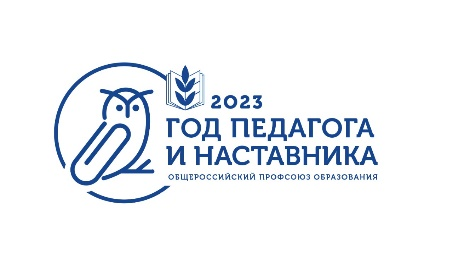 2023
ГОД ПЕДАГОГА
И НАСТАВНИКА
ОБЩЕРОССИЙСКИЙ ПРОФСОЮЗ ОБРАЗОВАНИЯ